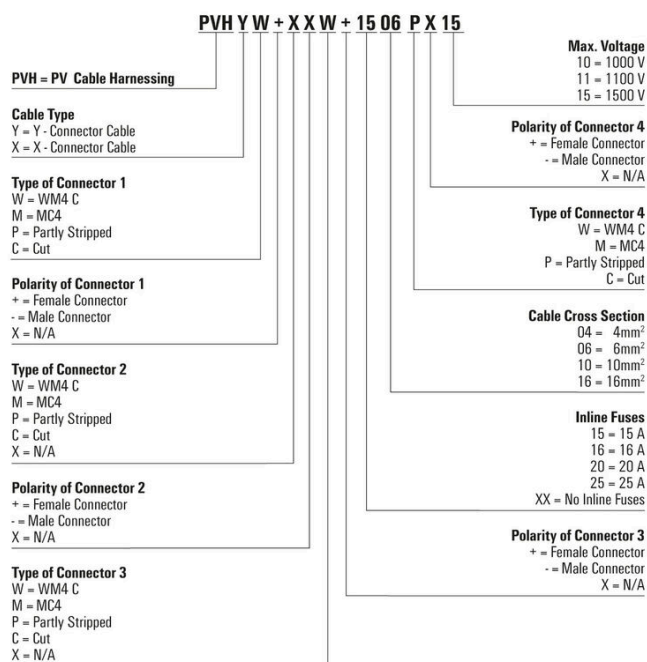 PVH Y W + X X W + 15 06 P X 15
PVH = PV Cable Harnessing
Cable Type
Y = Y - Connector Cable
X = X - Connector Cable
Type of Connector 1
W = WM4 C
M = MC4
P = Partly Stripped
C = Cut
Polarity of Connector 1
+ = Female Connector
- = Male Connector
X = N/A
Type of Connector 2
W = WM4 C
M = MC4
P = Partly Stripped
C = Cut
X = N/A
Polarity of Connector 2
+ = Female Connector
- = Male Connector
X = N/A
Type of Connector 3
W = WM4 C
M = MC4
P = Partly Stripped
C = Cut
X = N/A
Max. Voltage
10 = 1000 V
11 = 1100 V
15 = 1500 V
Polarity of Connector 4
+ = Female Connector
- = Male Connector
X = N/A
Type of Connector 4
W = WM4 C
M = MC4
P = Partly Stripped
C = Cut
Cable Cross Section
04 = 4mm²
06 = 6mm²
10 = 10mm²
16 = 16mm²
Inline Fuses
15 = 15 A
16 = 16 A
20 = 20 A
25 = 25 A
XX = No Inline Fuses
Polarity of Connector 3
+ = Female Connector
- = Male Connector
X = N/A